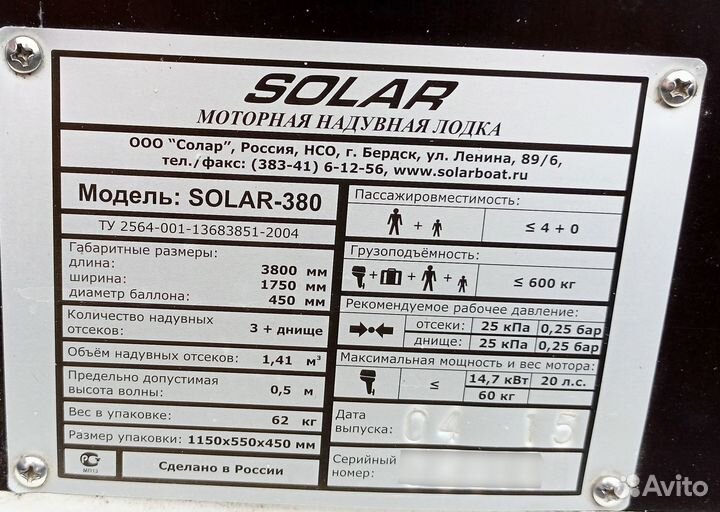 SOLAR
МОТОРНАЯ НАДУВНАЯ ЛОДКА
ООО "Солар", Россия, НСО, г. Бердск, ул. Ленина, 89/6,
тел./факс: (383-41) 6-12-56, www.solarboat.ru
Модель: SOLAR-380
ТУ 2564-001-13683851-2004
Габаритные размеры:
длина: 3800 мм
ширина: 1750 мм
диаметр баллона: 450 мм
Количество надувных
отсеков: 3 + днище
Объём надувных отсеков: 1,41 м³
Предельно допустимая
высота волны: 0,5 м
Вес в упаковке: 62 кг
Размер упаковки: 1150х550х450 мм
РСТ
МП13
Сделано в России
Пассажировместимость:
+ ≤ 4 + 0
Грузоподъёмность:
+ + + ≤ 600 кг
Рекомендуемое рабочее давление:
отсеки: 25 кПа 0,25 бар
днище: 25 кПа 0,25 бар
Максимальная мощность и вес мотора:
≤ 14,7 кВт 20 л.с.
60 кг
Дата
выпуска: 04 15
Серийный
номер:
Avito